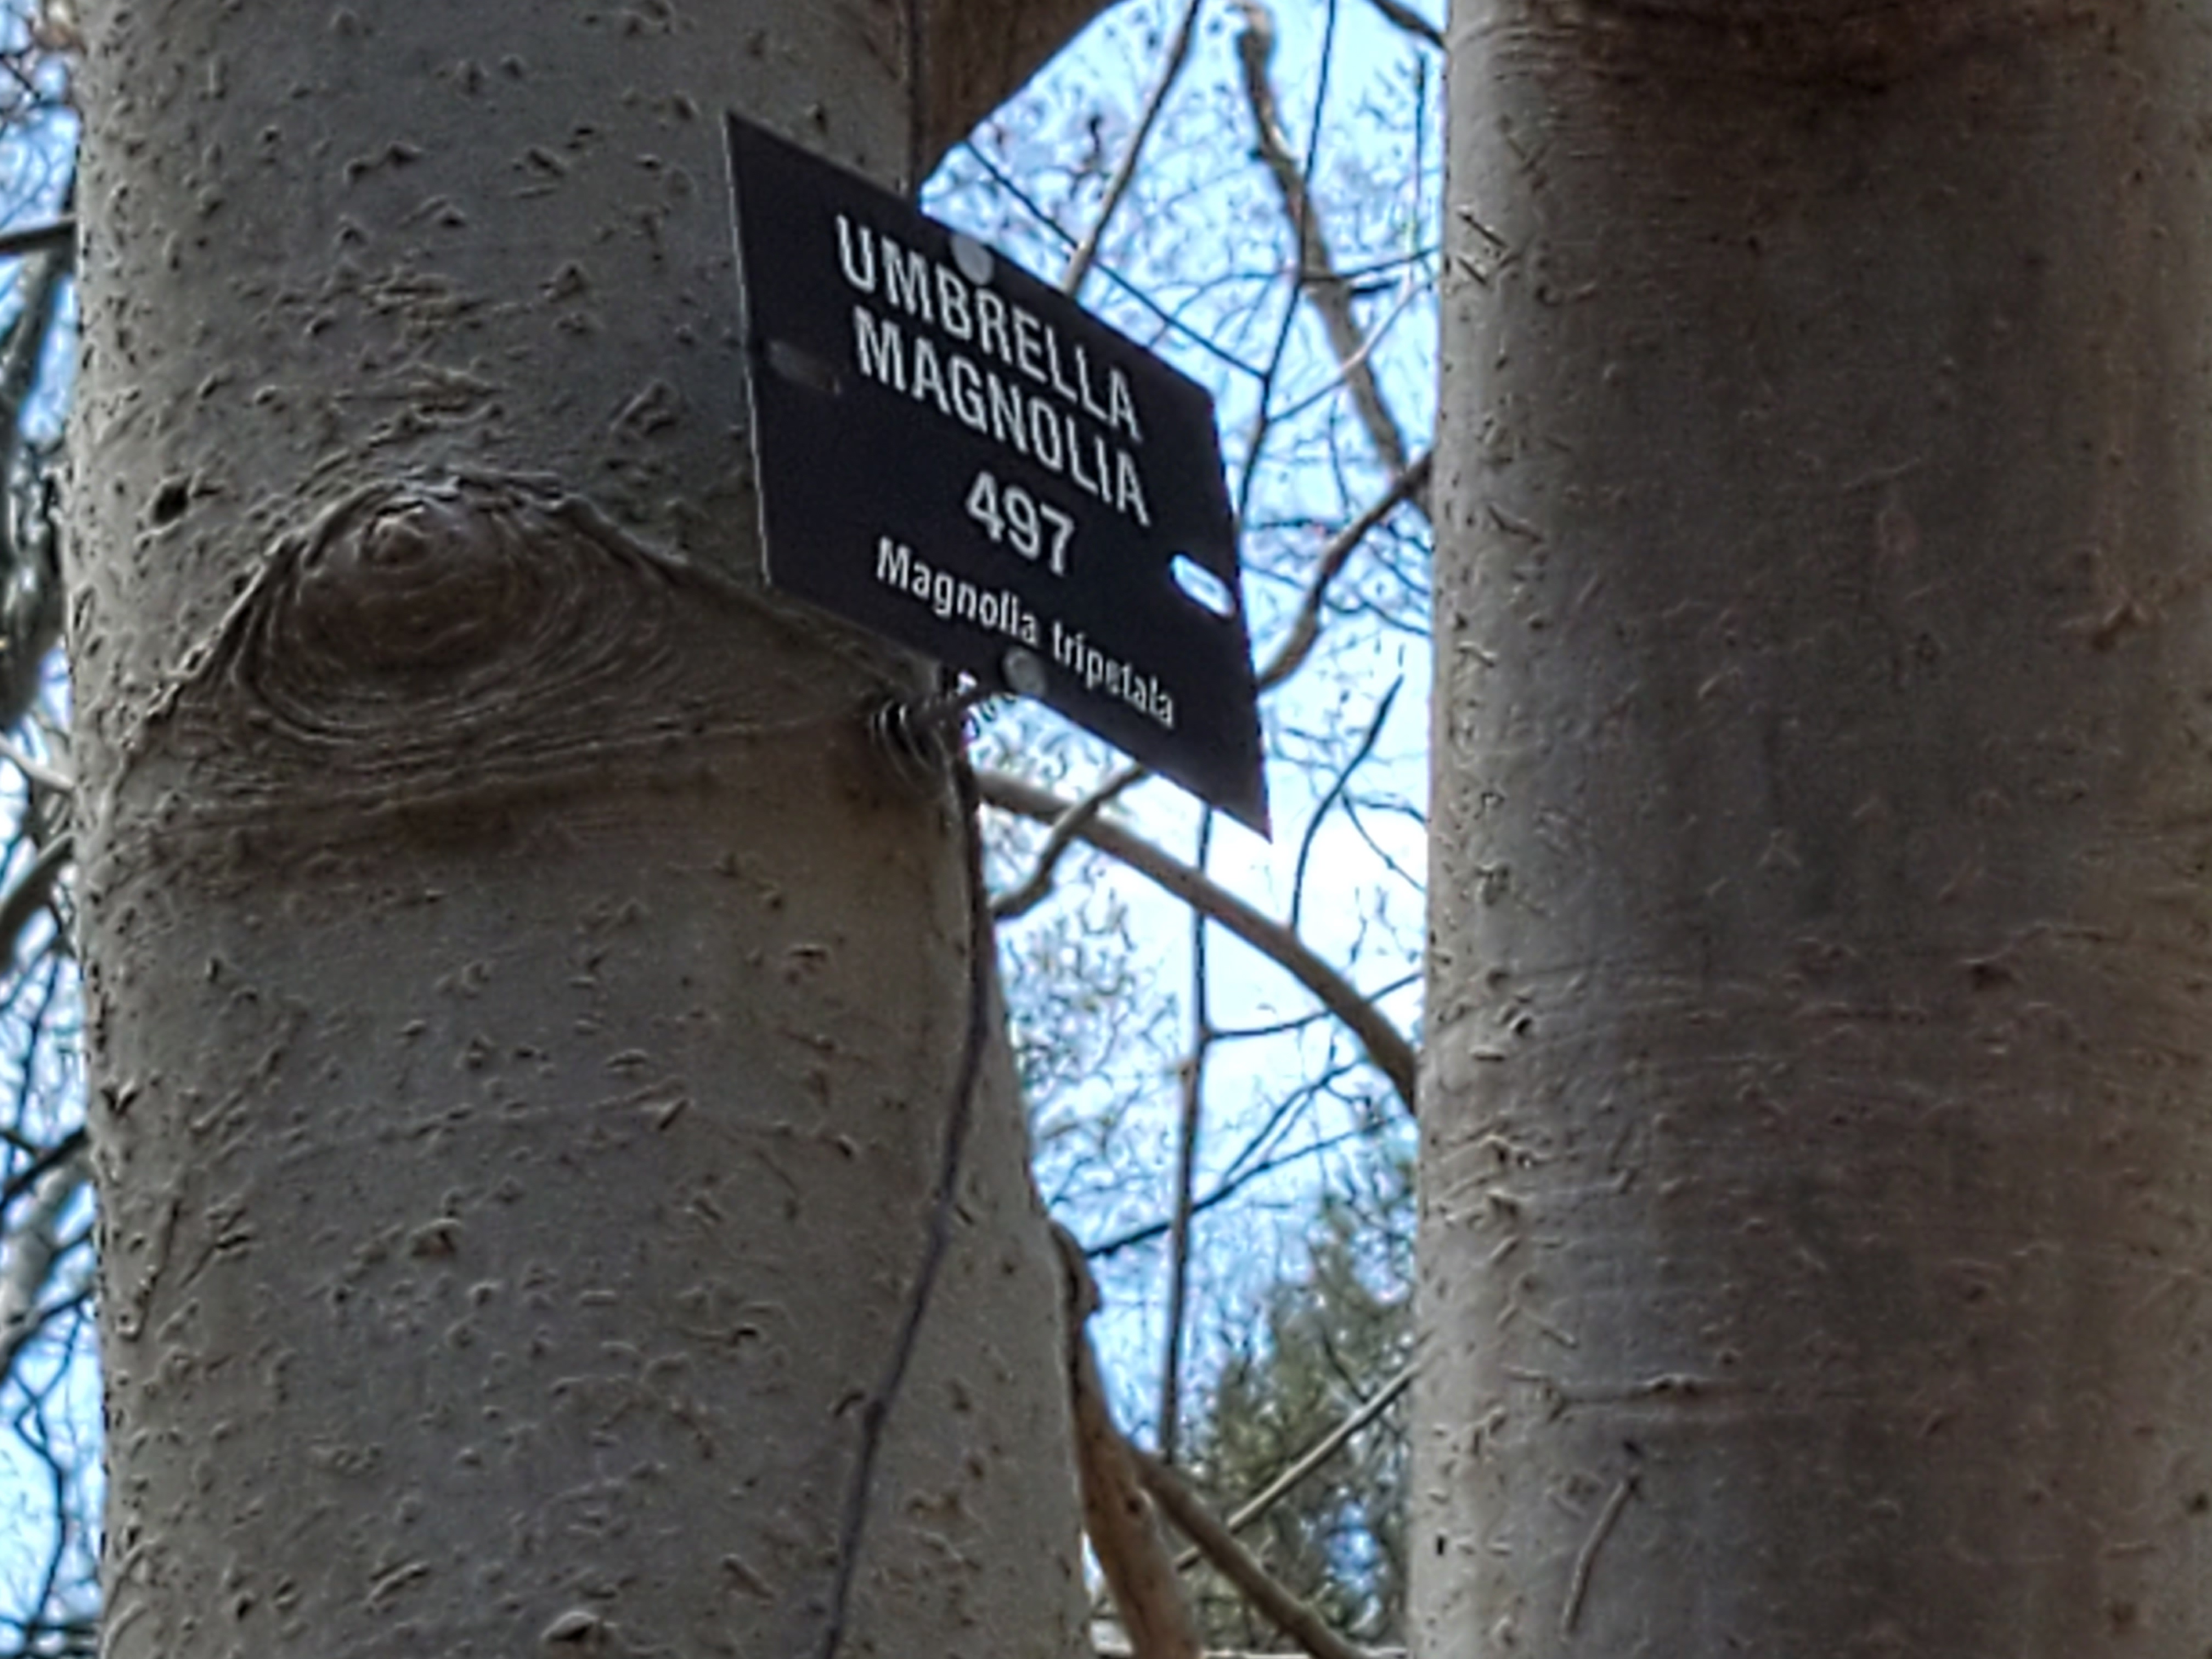 UMBRELLA
MAGNOLIA
497
Magnolia tripetala